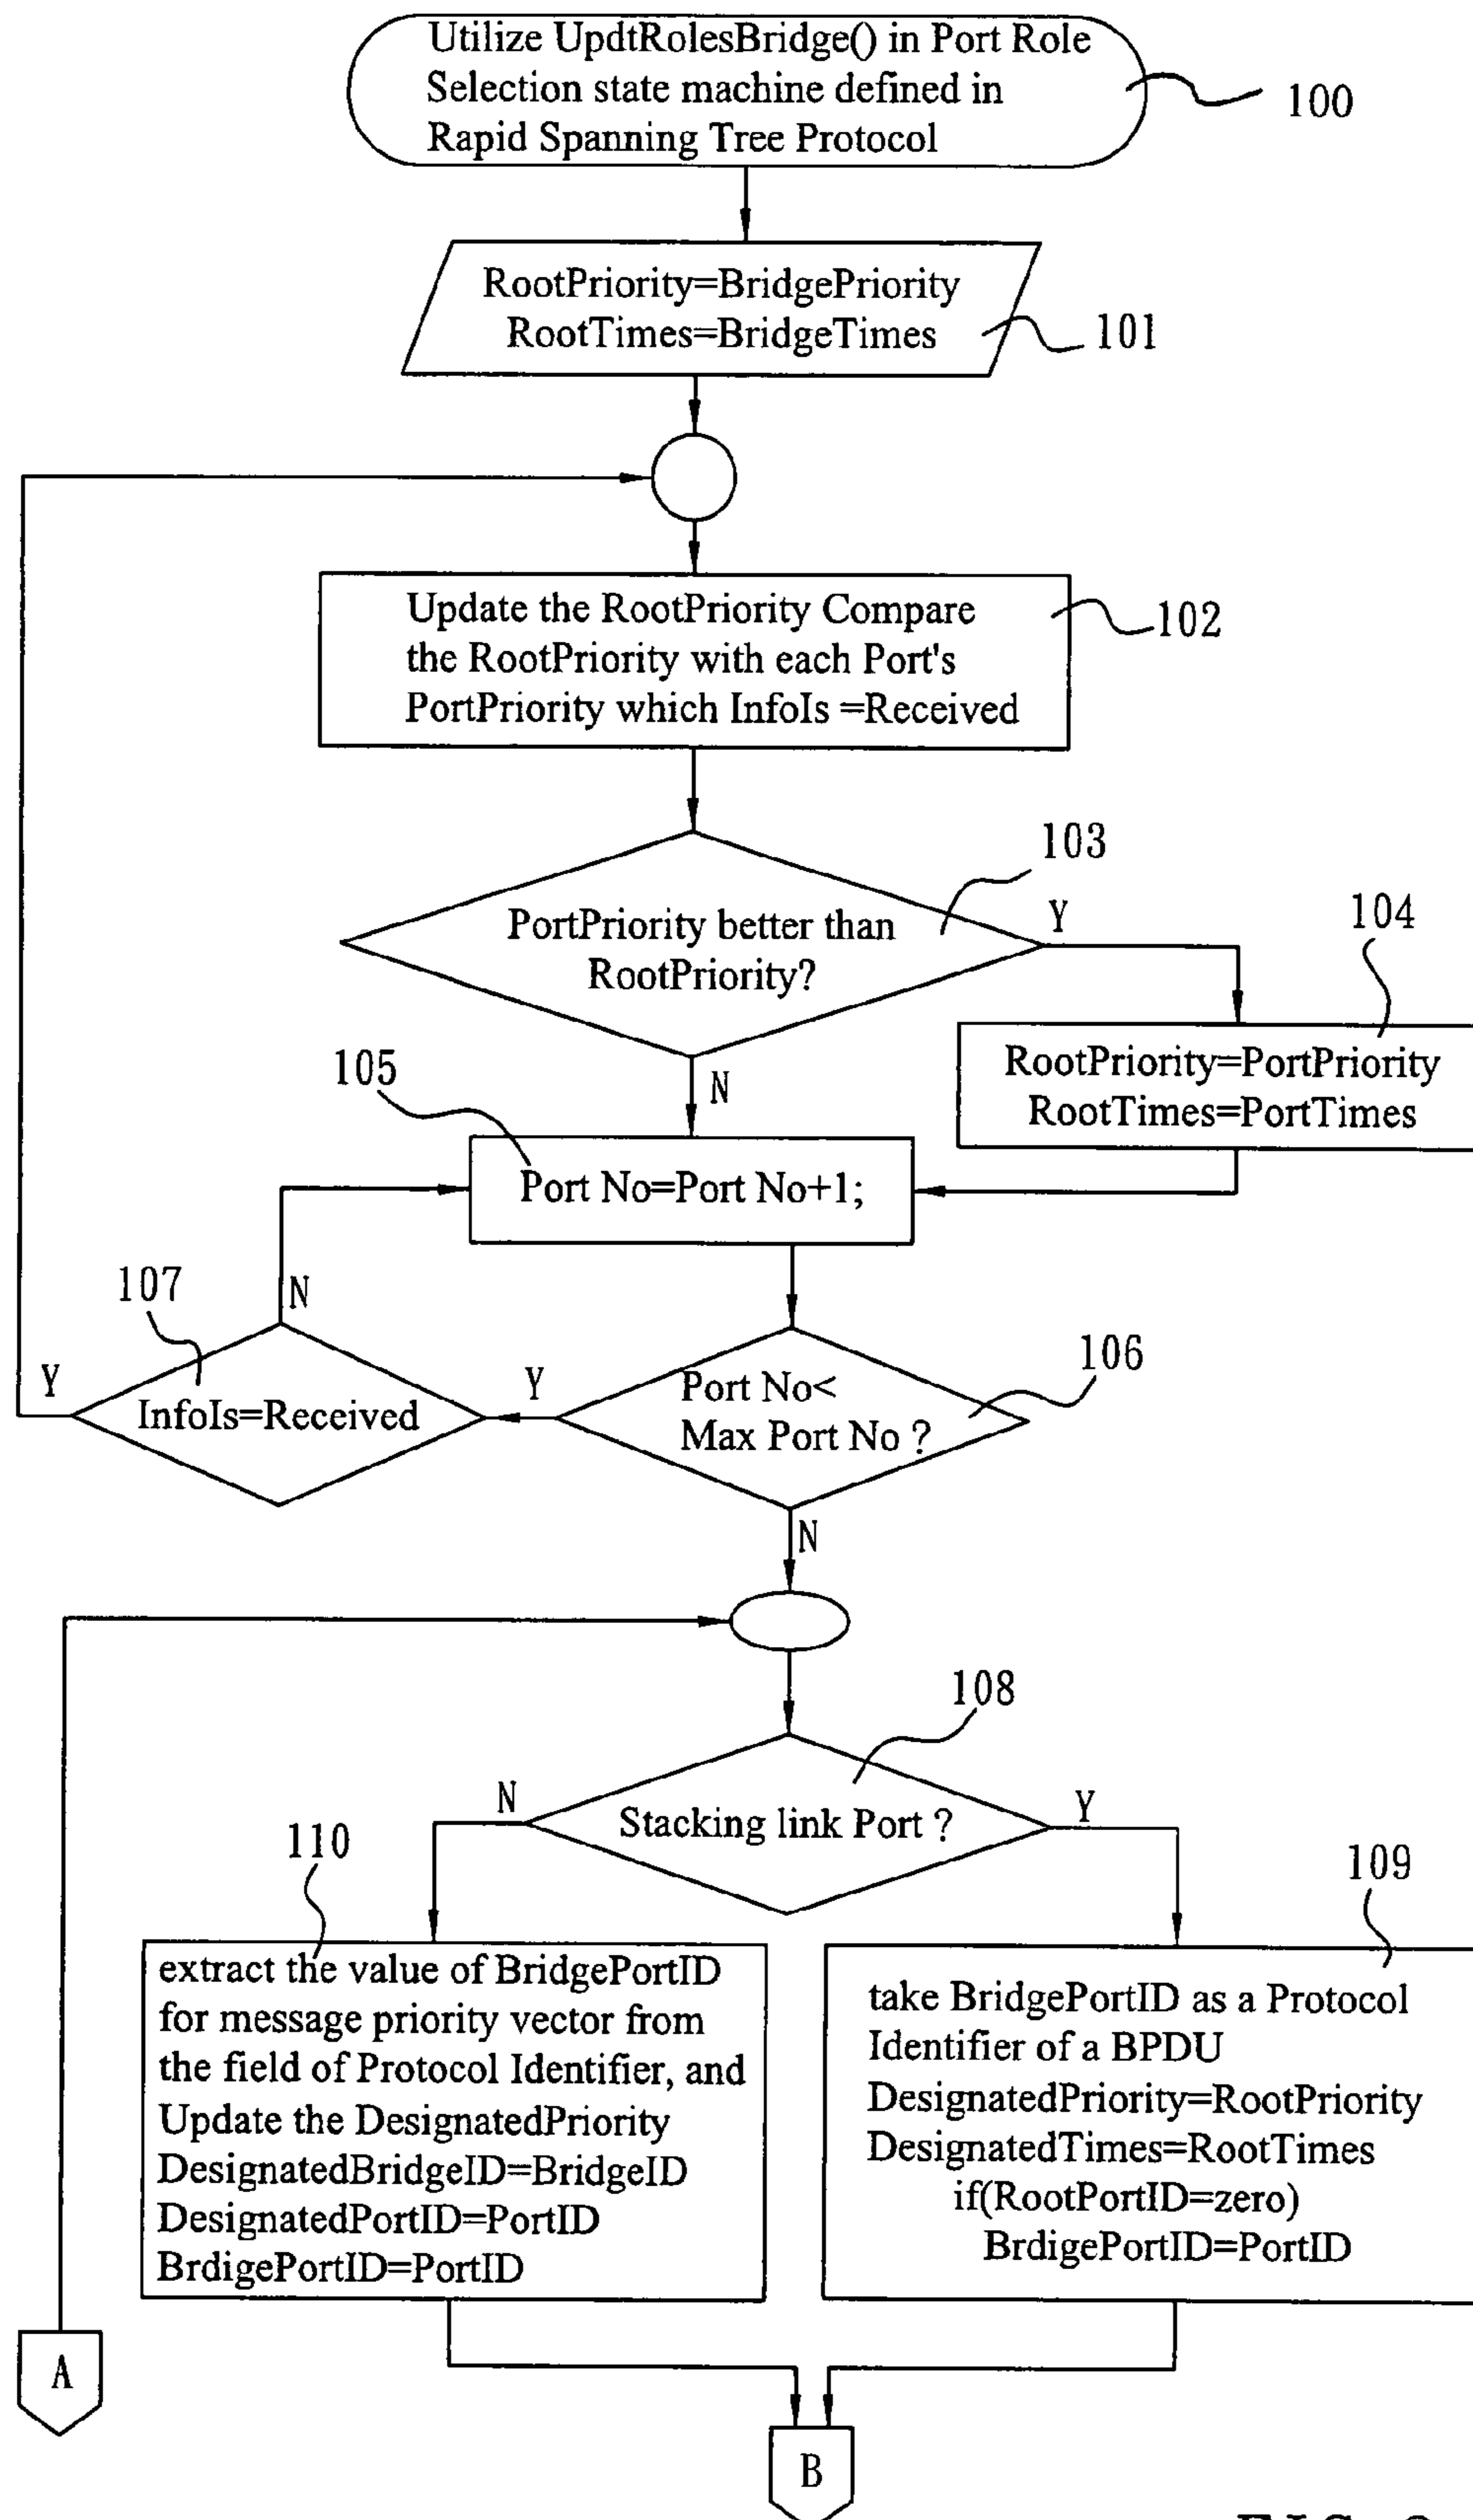 Utilize UpdtRolesBridge() in Port Role
Selection state machine defined in
Rapid Spanning Tree Protocol
100
RootPriority=BridgePriority
RootTimes=BridgeTimes
101
Update the RootPriority Compare
the RootPriority with each Port's
PortPriority which InfoIs =Received
102
103
PortPriority better than
RootPriority?
Y
104
RootPriority=PortPriority
RootTimes=PortTimes
N
105
Port No=Port No+1;
107
N
Y
InfoIs=Received
Y
Port No<
Max Port No ?
106
N
108
Stacking link Port ?
N
Y
110
109
extract the value of BridgePortID
for message priority vector from
the field of Protocol Identifier, and
Update the DesignatedPriority
DesignatedBridgeID=BridgeID
DesignatedPortID=PortID
BrdigePortID=PortID
take BridgePortID as a Protocol
Identifier of a BPDU
DesignatedPriority=RootPriority
DesignatedTimes=RootTimes
if(RootPortID=zero)
BrdigePortID=PortID
A
B